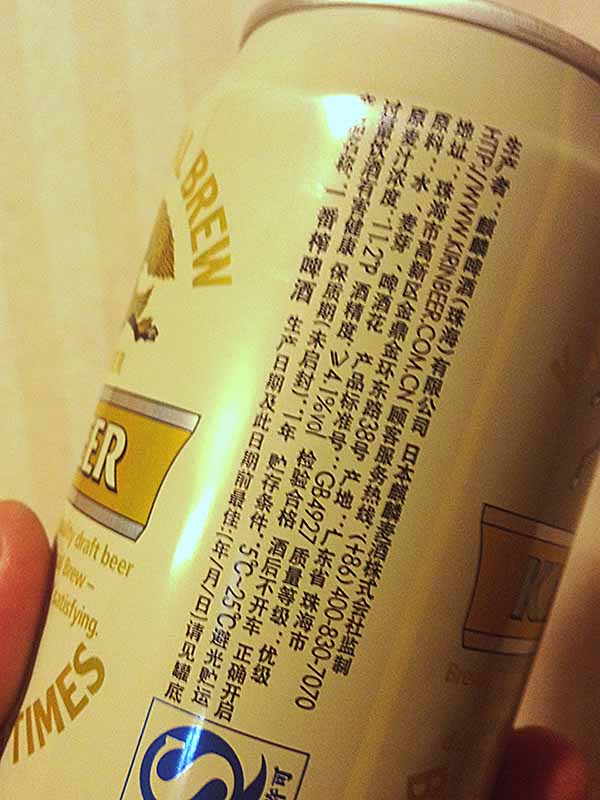 生产者：麒麟啤酒(珠海)有限公司 日本麒麟麦酒株式会社监制
HTTP://WWW.KIRINBEER.COM.CN 顾客服务热线：(+86) 400-830-7070
地址：珠海市高新区金鼎金环东路38号 产地：广东省 珠海市
原料：水、麦芽、啤酒花 产品标准号：GB4927 质量等级：优级
原麦汁浓度：11.2°P 酒精度：≥4.1%vol 检验合格 酒后不开车 正确开启
过量饮酒有害健康 保质期(未启封)：1年 贮存条件：5℃-25℃避光贮运
一番榨啤酒 生产日期及此日期前最佳(年/月/日)请见罐底
许可
BREW
EER
draft beer
Brew –
satisfying.
TIMES